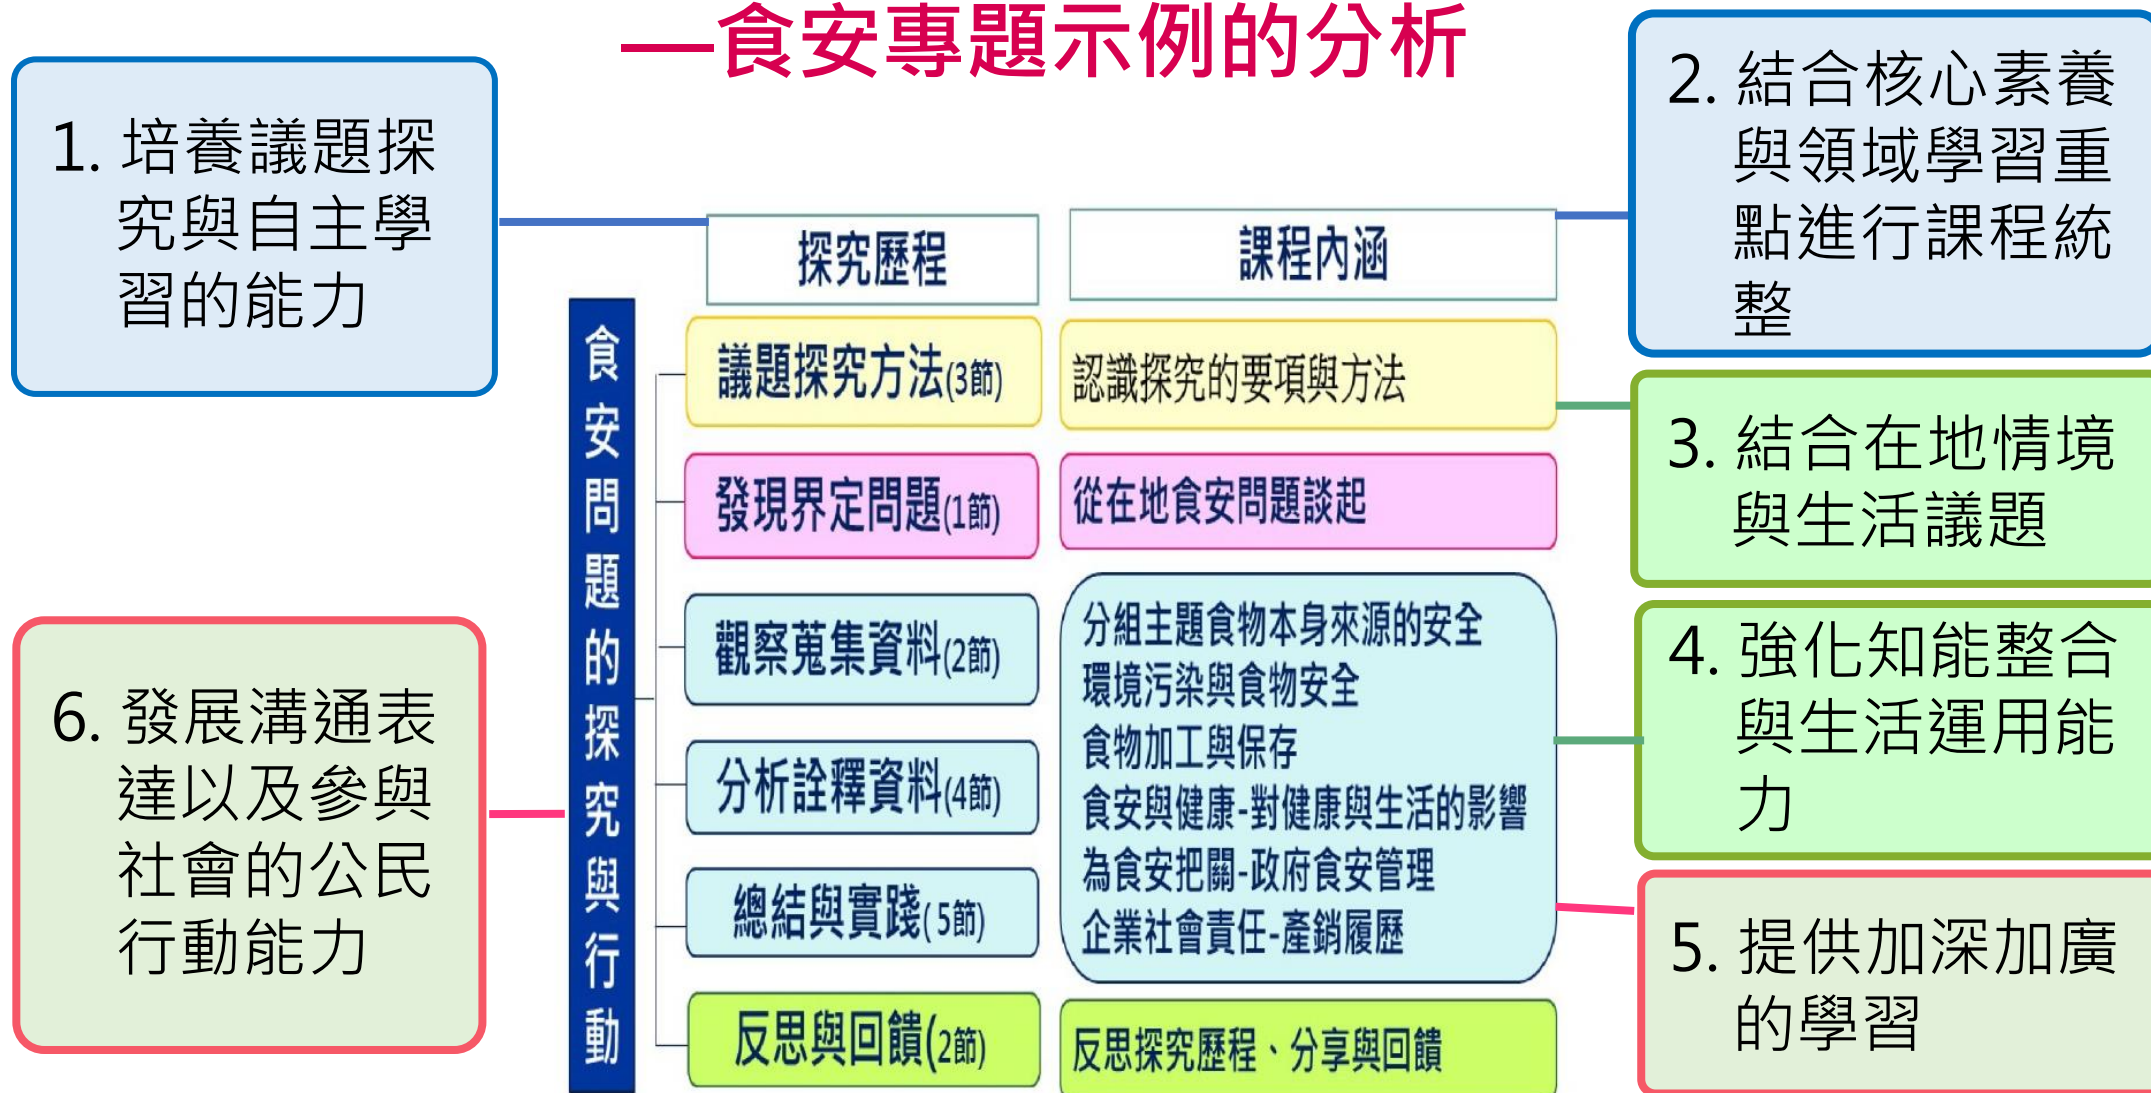 —食安專題示例的分析
1. 培養議題探
究與自主學
習的能力
2. 結合核心素養
與領域學習重
點進行課程統
整
3. 結合在地情境
與生活議題
4. 強化知能整合
與生活運用能
力
5. 提供加深加廣
的學習
6. 發展溝通表
達以及參與
社會的公民
行動能力
食安問題的探究與行動
探究歷程
課程內涵
議題探究方法(3節)
認識探究的要項與方法
發現界定問題(1節)
從在地食安問題談起
觀察蒐集資料(2節)
分析詮釋資料(4節)
總結與實踐(5節)
分組主題食物本身來源的安全
環境污染與食物安全
食物加工與保存
食安與健康-對健康與生活的影響
為食安把關-政府食安管理
企業社會責任-產銷履歷
反思與回饋(2節)
反思探究歷程、分享與回饋